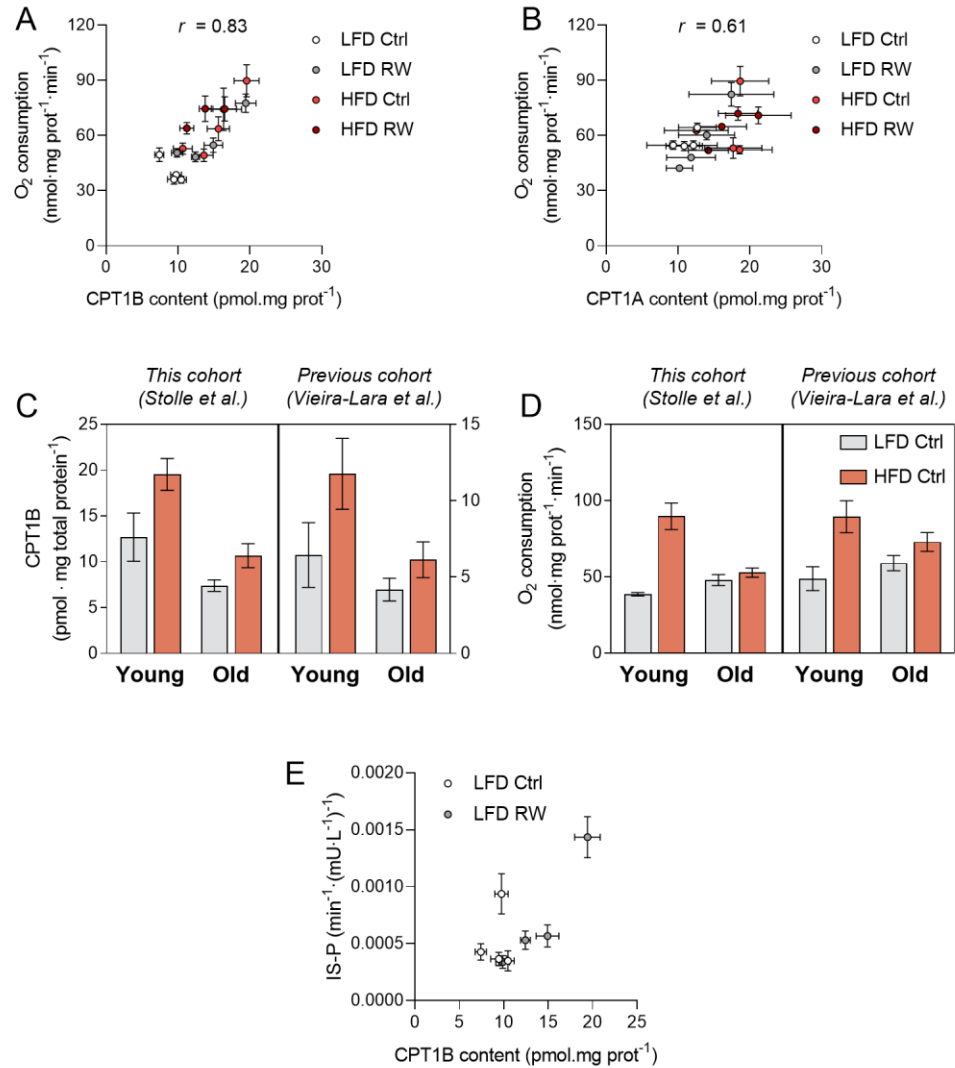 A
r = 0.83
O2 consumption
(nmol·mg prot-1·min-1)
120
90
60
30
0
0
10
20
30
CPT1B content (pmol.mg prot-1)
LFD Ctrl
LFD RW
HFD Ctrl
HFD RW
B
r = 0.61
O2 consumption
(nmol·mg prot-1·min-1)
120
90
60
30
0
0
10
20
30
CPT1A content (pmol.mg prot-1)
LFD Ctrl
LFD RW
HFD Ctrl
HFD RW
C
This cohort
(Stolle et al.)
Previous cohort
(Vieira-Lara et al.)
CPT1B
(pmol · mg total protein-1)
25
20
15
10
5
0
15
10
5
0
Young
Old
Young
Old
D
This cohort
(Stolle et al.)
Previous cohort
(Vieira-Lara et al.)
O2 consumption
(nmol·mg prot-1·min-1)
150
100
50
0
LFD Ctrl
HFD Ctrl
Young
Old
Young
Old
E
IS-P (min-1·(mU·L-1)-1)
0.0020
0.0015
0.0010
0.0005
0.0000
LFD Ctrl
LFD RW
0
5
10
15
20
25
CPT1B content (pmol.mg prot-1)